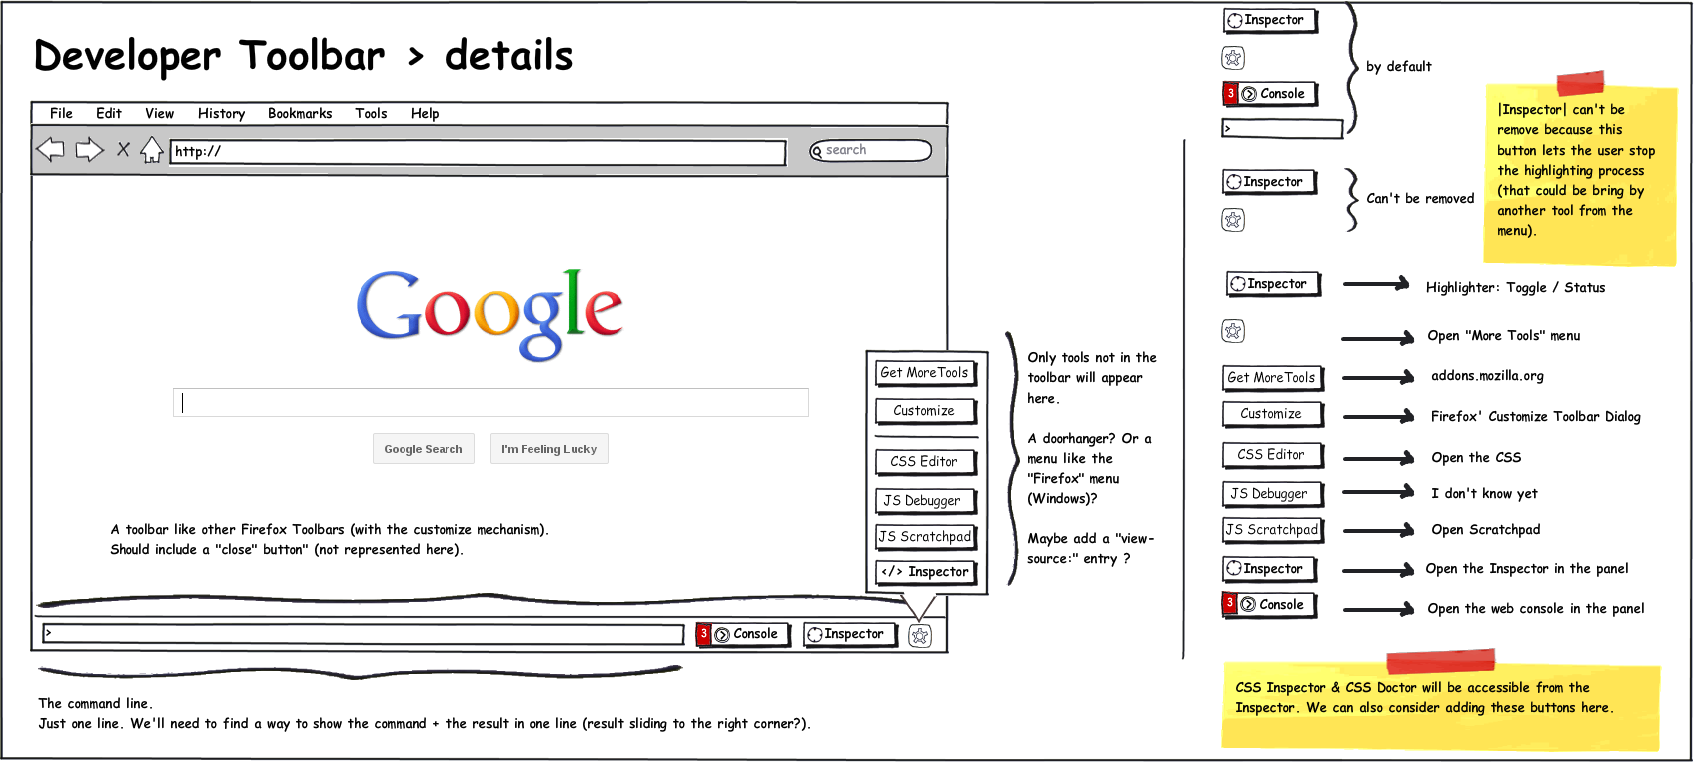 Developer Toolbar > details
File Edit View History Bookmarks Tools Help
X http:// search
Google
Google Search I'm Feeling Lucky
A toolbar like other Firefox Toolbars (with the customize mechanism).
Should include a "close" button" (not represented here).
Get MoreTools
Customize
CSS Editor
JS Debugger
JS Scratchpad
</> Inspector
> 3 Console Inspector
The command line.
Just one line. We'll need to find a way to show the command + the result in one line (result sliding to the right corner?).
Only tools not in the
toolbar will appear
here.
A doorhanger? Or a
menu like the
"Firefox" menu
(Windows)?
Maybe add a "view-
source:" entry ?
Inspector
3 Console
>
by default
Inspector
Can't be removed
|Inspector| can't be
remove because this
button lets the user stop
the highlighting process
(that could be bring by
another tool from the
menu).
Inspector Highlighter: Toggle / Status
Open "More Tools" menu
Get MoreTools addons.mozilla.org
Customize Firefox' Customize Toolbar Dialog
CSS Editor Open the CSS
JS Debugger I don't know yet
JS Scratchpad Open Scratchpad
Inspector Open the Inspector in the panel
3 Console Open the web console in the panel
CSS Inspector & CSS Doctor will be accessible from the
Inspector. We can also consider adding these buttons here.